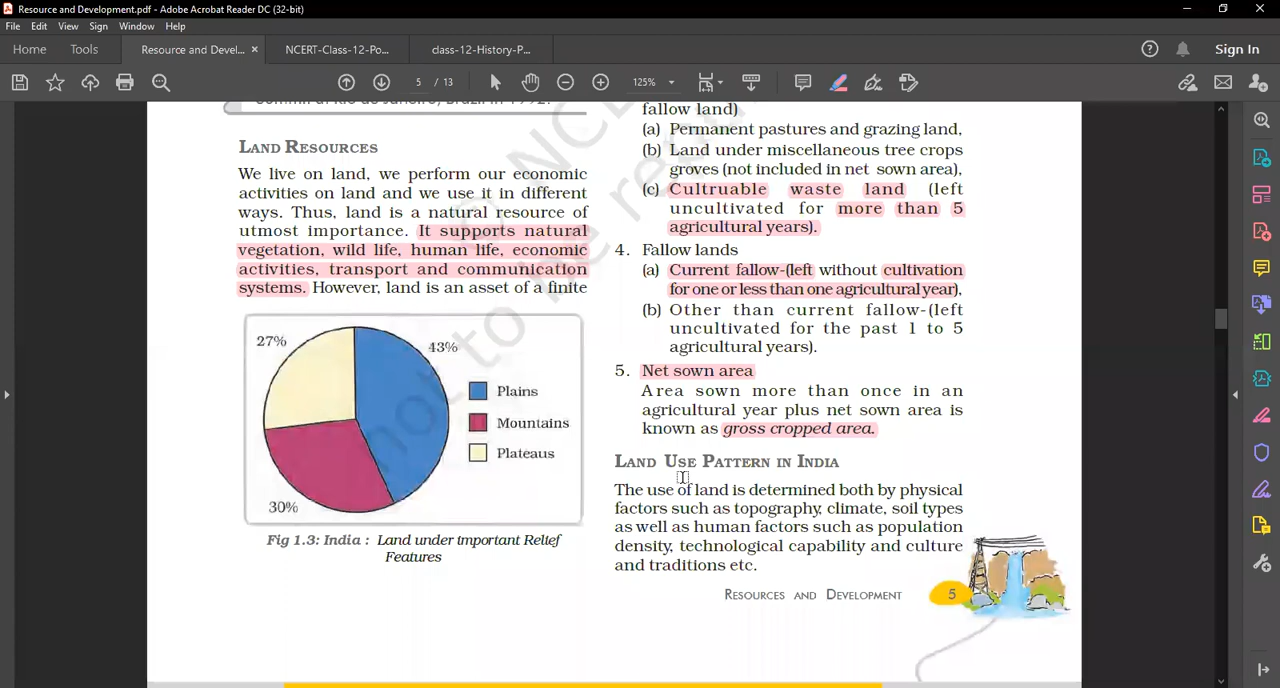 Resource and Development.pdf - Adobe Acrobat Reader DC (32-bit)
File Edit View Sign Window Help
Home Tools Resource and Devel... × NCERT-Class-12-Po... class-12-History-P... Sign In
5 / 13 125%
Summit at Rio de Janeiro, Brazil in 1992.
LAND RESOURCES
We live on land, we perform our economic
activities on land and we use it in different
ways. Thus, land is a natural resource of
utmost importance. It supports natural
vegetation, wild life, human life, economic
activities, transport and communication
systems. However, land is an asset of a finite
27%
43%
30%
Plains
Mountains
Plateaus
Fig 1.3: India : Land under important Relief
Features
fallow land)
(a) Permanent pastures and grazing land,
(b) Land under miscellaneous tree crops
groves (not included in net sown area),
(c) Cultruable waste land (left
uncultivated for more than 5
agricultural years).
4. Fallow lands
(a) Current fallow-(left without cultivation
for one or less than one agricultural year),
(b) Other than current fallow-(left
uncultivated for the past 1 to 5
agricultural years).
5. Net sown area
Area sown more than once in an
agricultural year plus net sown area is
known as gross cropped area.
LAND USE PATTERN IN INDIA
The use of land is determined both by physical
factors such as topography, climate, soil types
as well as human factors such as population
density, technological capability and culture
and traditions etc.
RESOURCES AND DEVELOPMENT 5
not to be